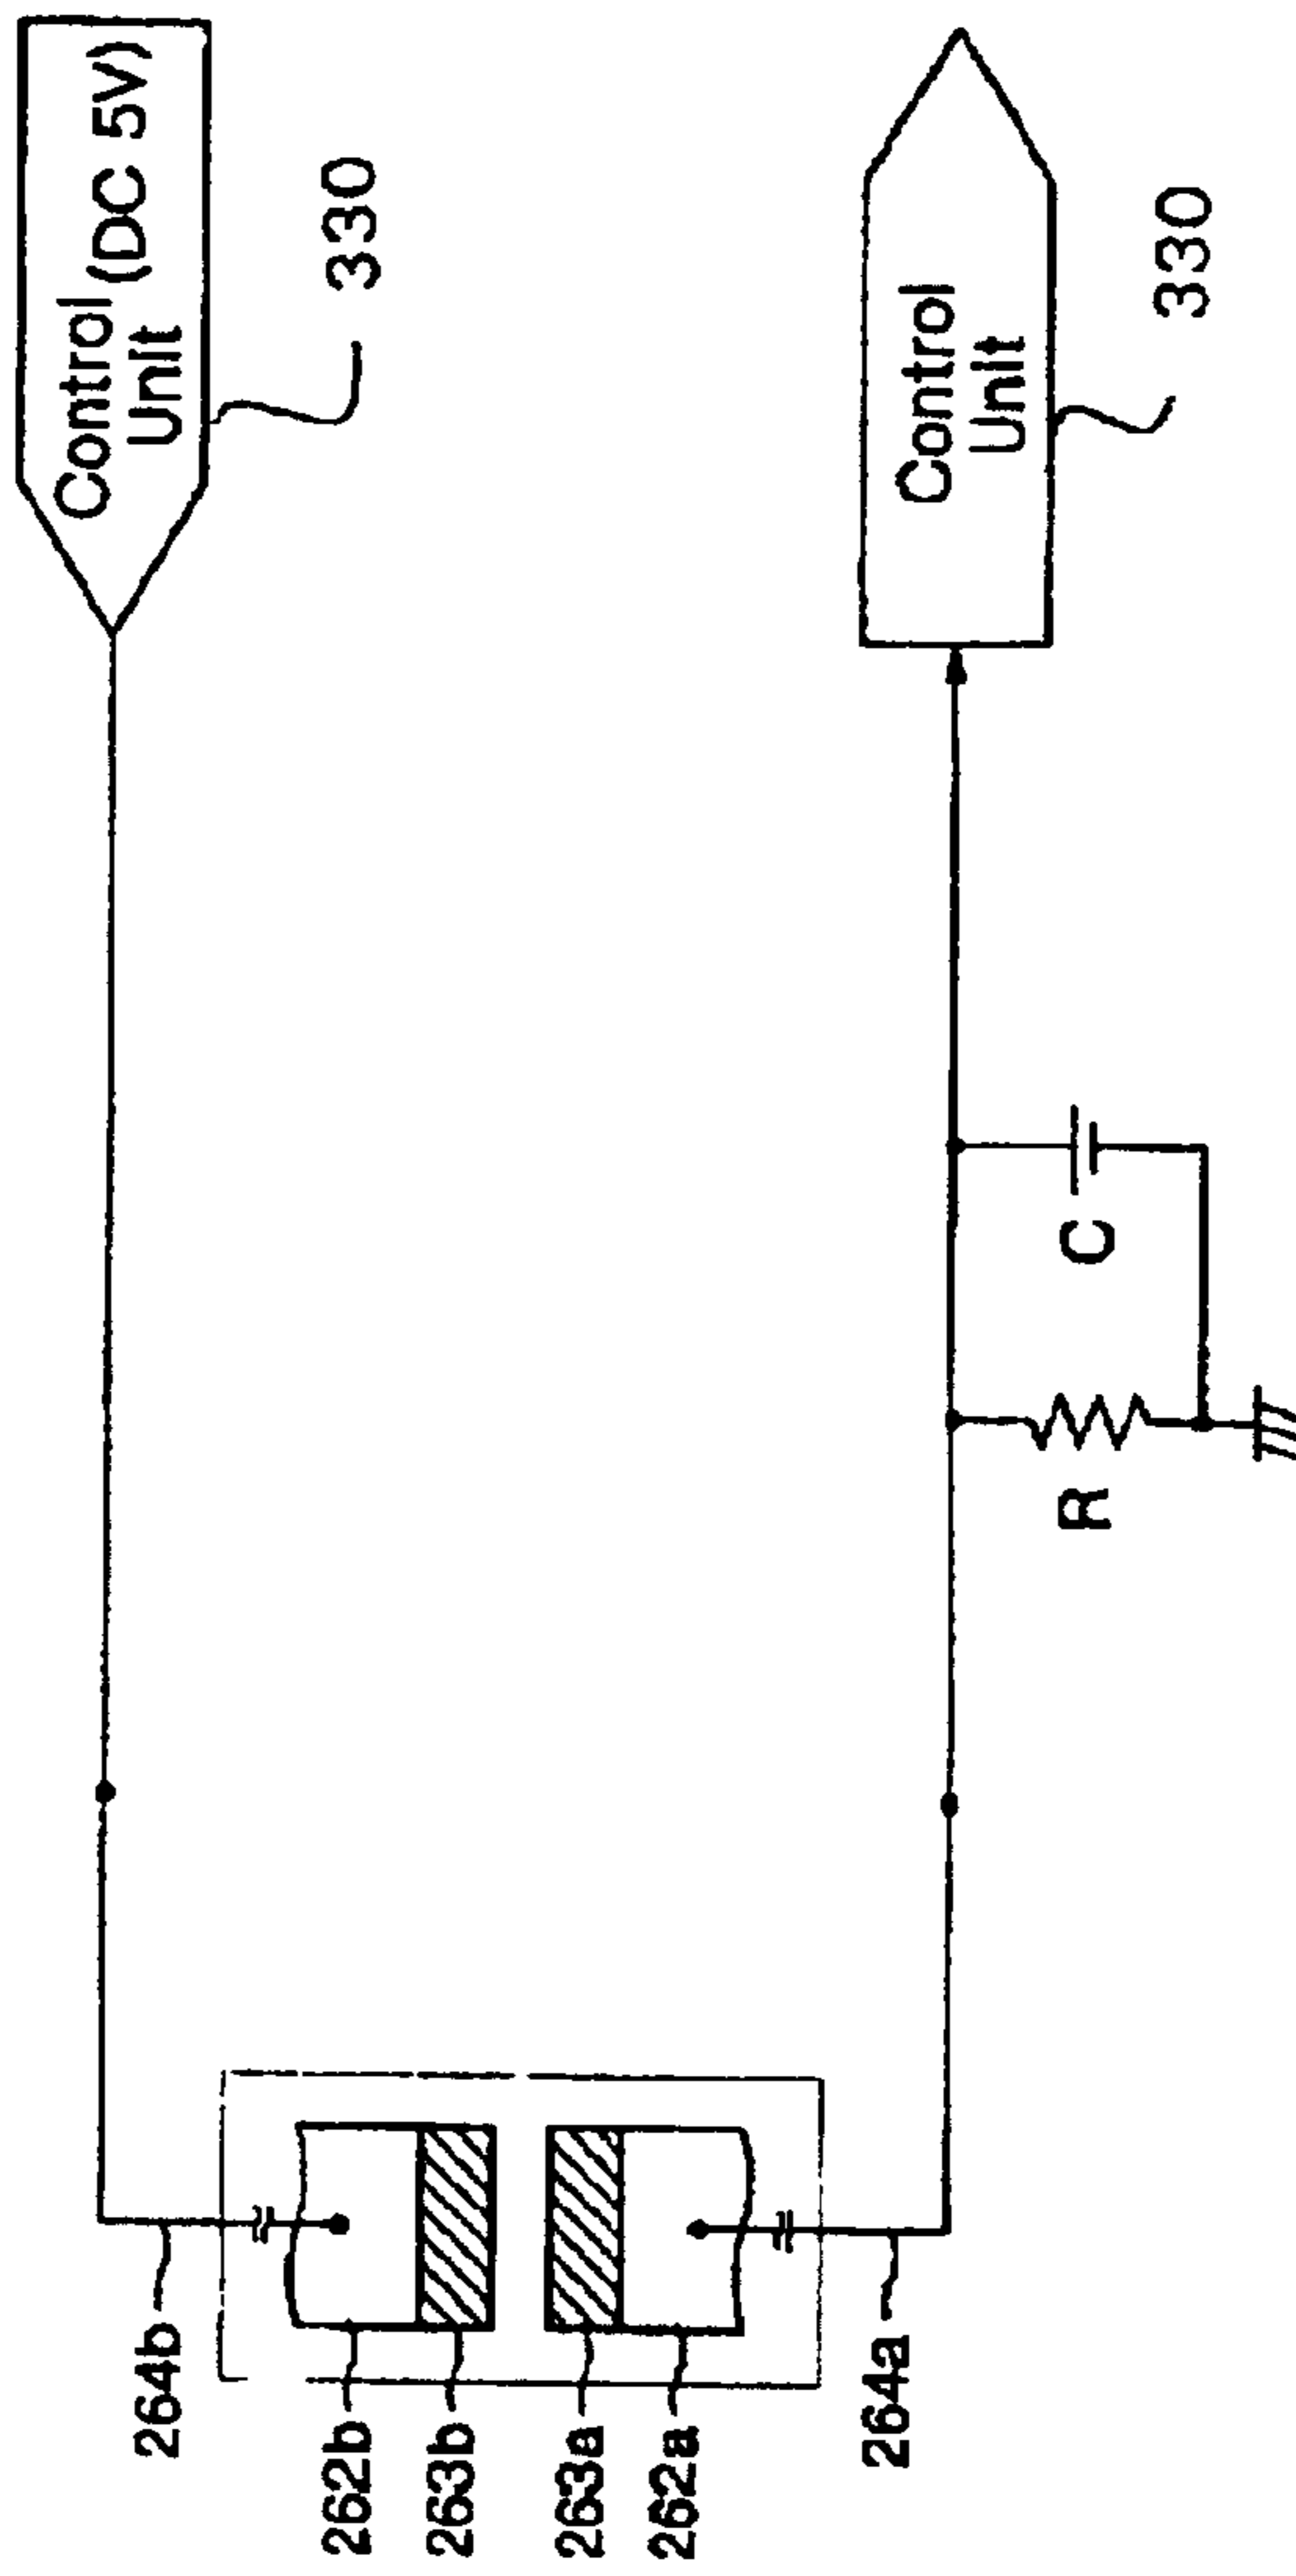 Control
Unit
(DC 5V)
330
Control
Unit
330
C
R
264b
262b
263b
263a
262a
264a